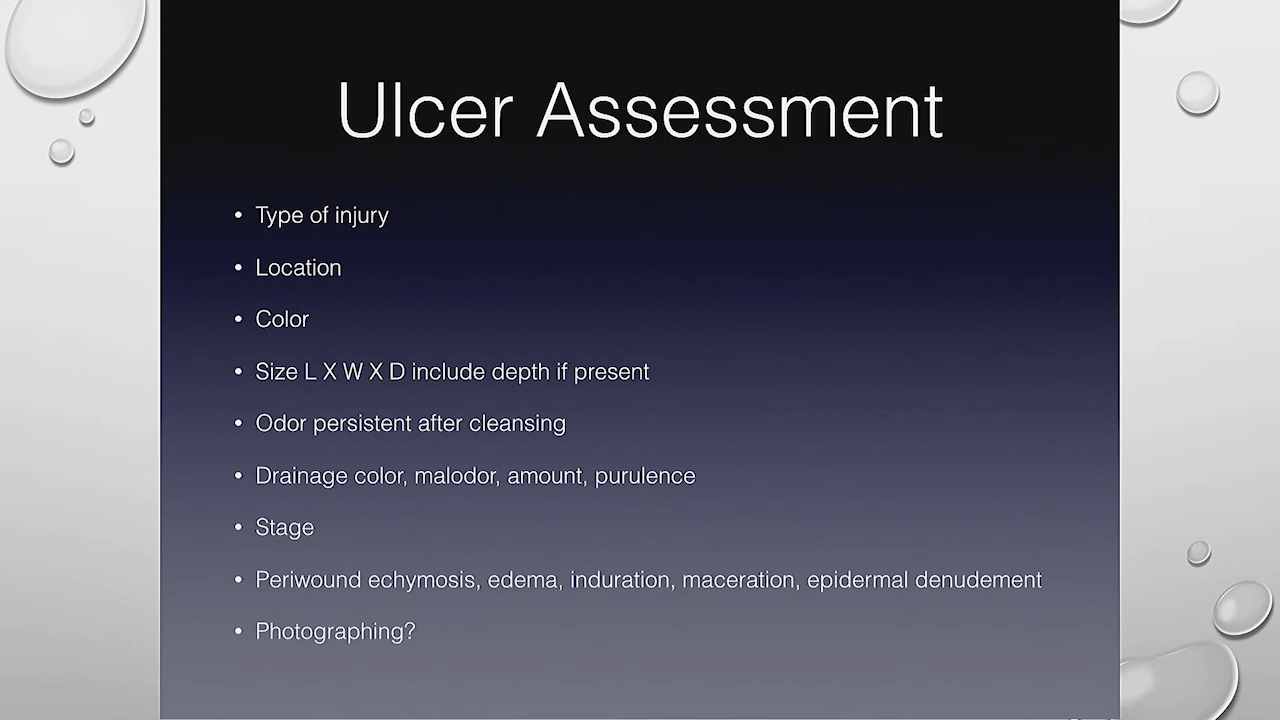 Ulcer Assessment
• Type of injury
• Location
• Color
• Size L X W X D include depth if present
• Odor persistent after cleansing
• Drainage color, malodor, amount, purulence
• Stage
• Periwound echymosis, edema, induration, maceration, epidermal denudement
• Photographing?